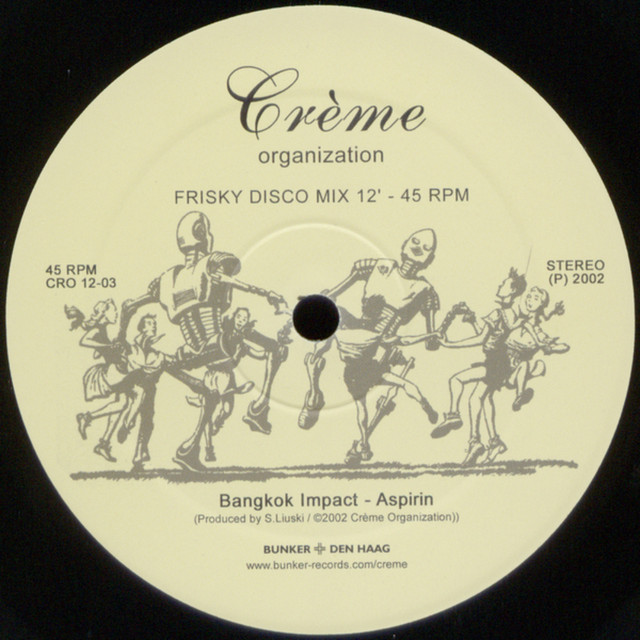 Crème
organization
FRISKY DISCO MIX 12' - 45 RPM
45 RPM
CRO 12-03
STEREO
(P) 2002
Bangkok Impact - Aspirin
(Produced by S.Liuski / ©2002 Crème Organization))
BUNKER DEN HAAG
www.bunker-records.com/creme